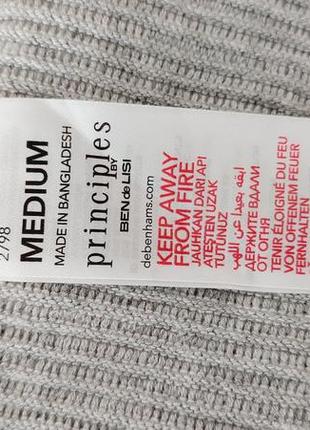 2798
MEDIUM
MADE IN BANGLADESH
principles
BY
BEN de LISI
debenhams.com
KEEP AWAY
FROM FIRE
JAUHKAN DARI API
ATEŞTEN UZAK
TUTUNUZ
ابقه بعيدا عن اللهب
ДЕРЖИТЕ ВДАЛИ
ОТ ОГНЯ
TENIR ÉLOIGNÉ DU FEU
VON OFFENEM FEUER
FERNHALTEN